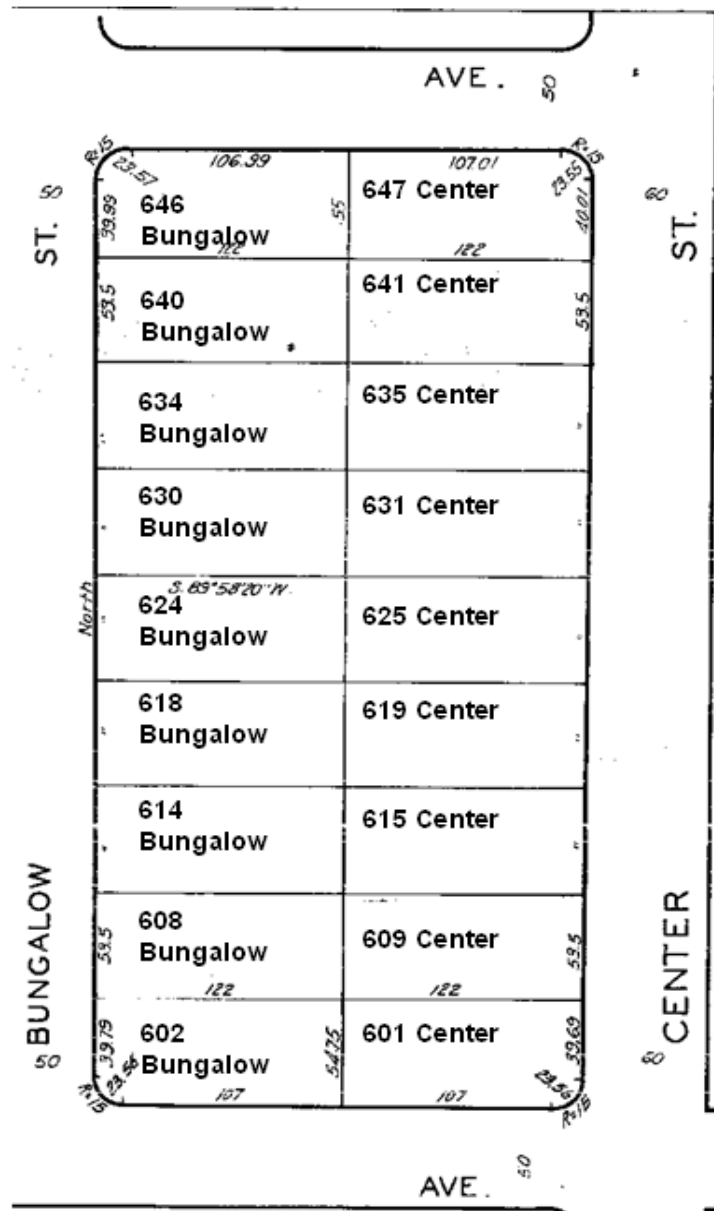 AVE.
50
R=15
23.57
106.99
107.01
23.55
R=15
50
60
ST.
ST.
39.99
646
Bungalow
55
647 Center
40.01
122
122
53.5
640
Bungalow
641 Center
53.5
634
Bungalow
635 Center
"
"
630
Bungalow
631 Center
"
"
S. 89°58'20" W.
North
624
Bungalow
625 Center
"
"
618
Bungalow
619 Center
"
"
614
Bungalow
615 Center
"
"
BUNGALOW
CENTER
53.5
608
Bungalow
609 Center
53.5
122
122
39.79
602
Bungalow
54.75
601 Center
39.69
50
60
23.56
R=15
107
107
23.56
R=15
AVE.
50